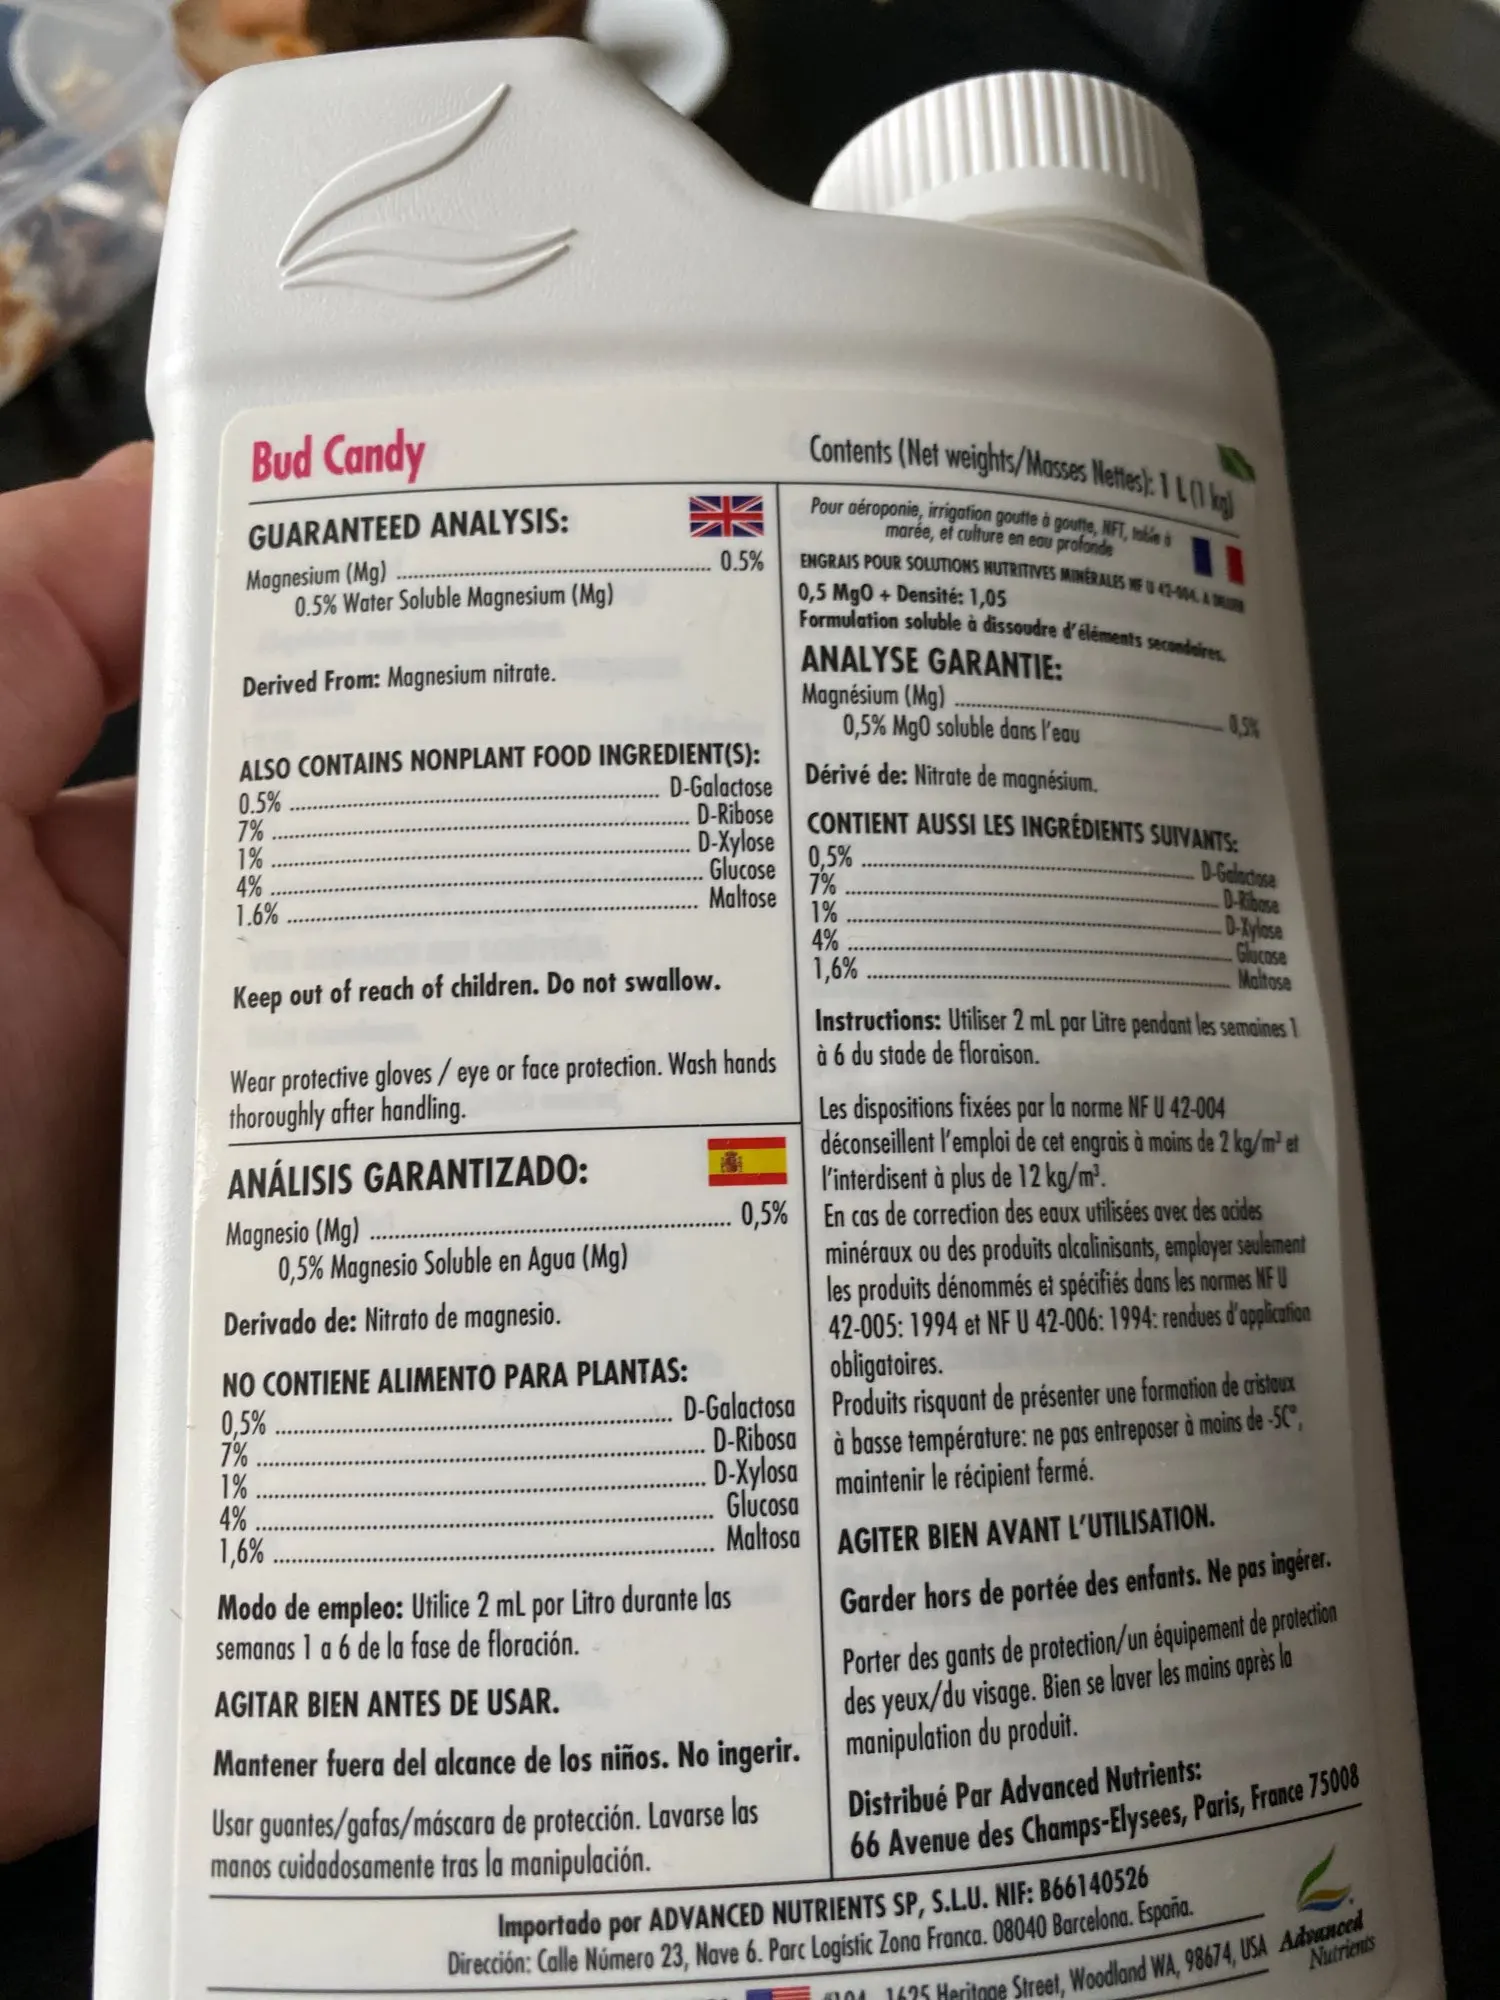 Bud Candy
Contents (Net weights/Masses Nettes): 1 L (1 kg)
GUARANTEED ANALYSIS:
Magnesium (Mg) ........ 0.5%
0.5% Water Soluble Magnesium (Mg)
Derived From: Magnesium nitrate.
ALSO CONTAINS NONPLANT FOOD INGREDIENT(S):
0.5% ........ D-Galactose
7% ........ D-Ribose
1% ........ D-Xylose
4% ........ Glucose
1.6% ........ Maltose
Keep out of reach of children. Do not swallow.
Wear protective gloves / eye or face protection. Wash hands
thoroughly after handling.
ANÁLISIS GARANTIZADO:
Magnesio (Mg) ........ 0,5%
0,5% Magnesio Soluble en Agua (Mg)
Derivado de: Nitrato de magnesio.
NO CONTIENE ALIMENTO PARA PLANTAS:
0,5% ........ D-Galactosa
7% ........ D-Ribosa
1% ........ D-Xylosa
4% ........ Glucosa
1,6% ........ Maltosa
Modo de empleo: Utilice 2 mL por Litro durante las
semanas 1 a 6 de la fase de floración.
AGITAR BIEN ANTES DE USAR.
Mantener fuera del alcance de los niños. No ingerir.
Usar guantes/gafas/máscara de protección. Lavarse las
manos cuidadosamente tras la manipulación.
Pour aéroponie, irrigation goutte à goutte, NFT, table à
marée, et culture en eau profonde
ENGRAIS POUR SOLUTIONS NUTRITIVES MINÉRALES NF U 42-004. A DILUER
0,5 MgO + Densité: 1,05
Formulation soluble à dissoudre d'éléments secondaires.
ANALYSE GARANTIE:
Magnésium (Mg) ........ 0,5%
0,5% MgO soluble dans l'eau
Dérivé de: Nitrate de magnésium.
CONTIENT AUSSI LES INGRÉDIENTS SUIVANTS:
0,5% ........ D-Galactose
7% ........ D-Ribose
1% ........ D-Xylose
4% ........ Glucose
1,6% ........ Maltose
Instructions: Utiliser 2 mL par Litre pendant les semaines 1
à 6 du stade de floraison.
Les dispositions fixées par la norme NF U 42-004
déconseillent l'emploi de cet engrais à moins de 2 kg/m³ et
l'interdisent à plus de 12 kg/m³.
En cas de correction des eaux utilisées avec des acides
minéraux ou des produits alcalinisants, employer seulement
les produits dénommés et spécifiés dans les normes NF U
42-005: 1994 et NF U 42-006: 1994: rendues d'application
obligatoires.
Produits risquant de présenter une formation de cristaux
à basse température: ne pas entreposer à moins de -5C°,
maintenir le récipient fermé.
AGITER BIEN AVANT L'UTILISATION.
Garder hors de portée des enfants. Ne pas ingérer.
Porter des gants de protection/un équipement de protection
des yeux/du visage. Bien se laver les mains après la
manipulation du produit.
Distribué Par Advanced Nutrients:
66 Avenue des Champs-Elysees, Paris, France 75008
Importado por ADVANCED NUTRIENTS SP, S.L.U. NIF: B66140526
Dirección: Calle Número 23, Nave 6. Parc Logístic Zona Franca. 08040 Barcelona. España.
1625 Heritage Street, Woodland WA, 98674, USA
Advanced
Nutrients